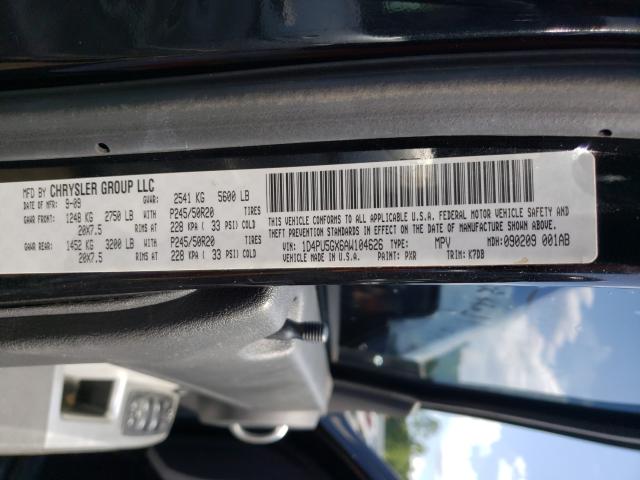 MFD BY CHRYSLER GROUP LLC
DATE OF MFR: 9-09 GVWR: 2541 KG 5600 LB
GAWR FRONT: 1248 KG 2750 LB WITH P245/50R20 TIRES
20X7.5 RIMS AT 228 KPA ( 33 PSI) COLD
GAWR REAR: 1452 KG 3200 LB WITH P245/50R20 TIRES
20X7.5 RIMS AT 228 KPA ( 33 PSI) COLD
THIS VEHICLE CONFORMS TO ALL APPLICABLE U.S.A. FEDERAL MOTOR VEHICLE SAFETY AND
THEFT PREVENTION STANDARDS IN EFFECT ON THE DATE OF MANUFACTURE SHOWN ABOVE.
VIN: 1D4PU5GX6AW104626 TYPE: MPV MDH: 090209 001AB
VEHICLE MADE IN U.S.A. PAINT: PXR TRIM: K7DB